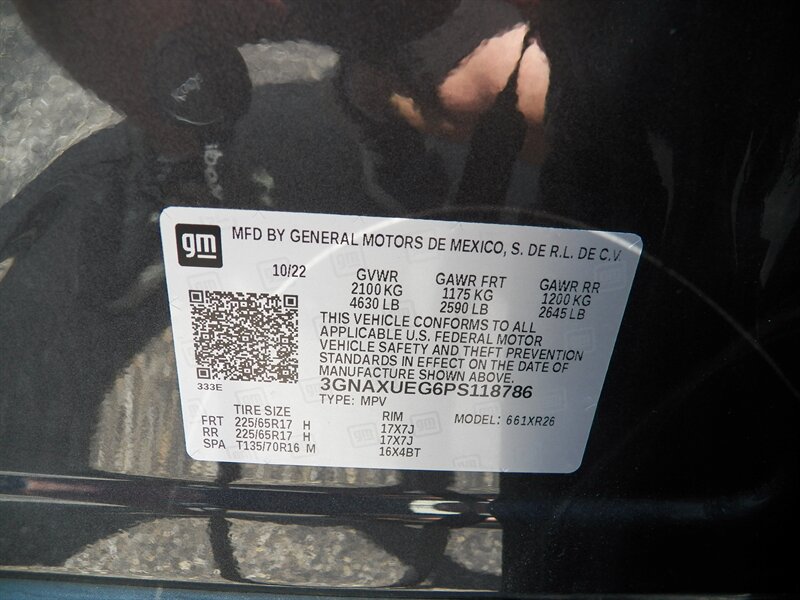 gm MFD BY GENERAL MOTORS DE MEXICO, S. DE R.L. DE C.V.
10/22 GVWR GAWR FRT GAWR RR
2100 KG 1175 KG 1200 KG
4630 LB 2590 LB 2645 LB
THIS VEHICLE CONFORMS TO ALL
APPLICABLE U.S. FEDERAL MOTOR
VEHICLE SAFETY AND THEFT PREVENTION
STANDARDS IN EFFECT ON THE DATE OF
MANUFACTURE SHOWN ABOVE.
333E 3GNAXUEG6PS118786
TYPE: MPV
TIRE SIZE RIM MODEL: 661XR26
FRT 225/65R17 H 17X7J
RR 225/65R17 H 17X7J
SPA T135/70R16 M 16X4BT